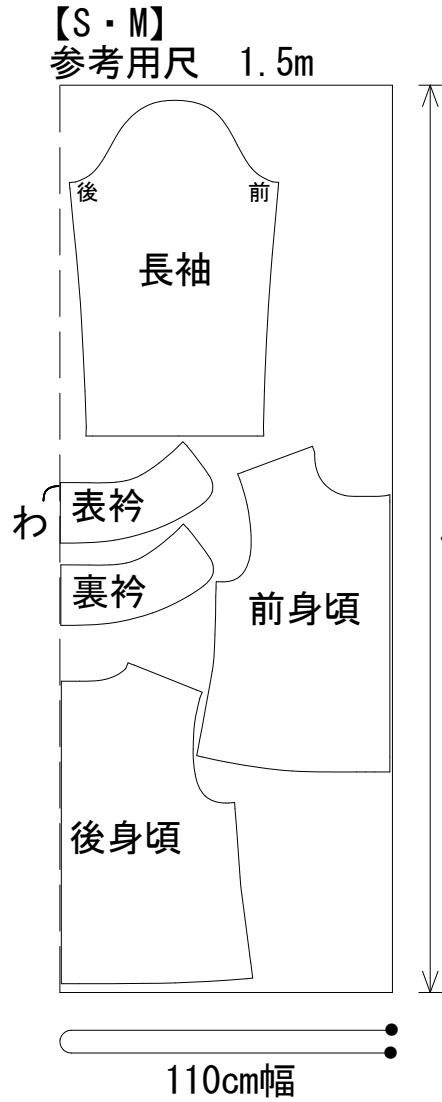 【S・M】
参考用尺 1.5m
後 前
長袖
わ
表衿
裏衿
前身頃
後身頃
110cm幅